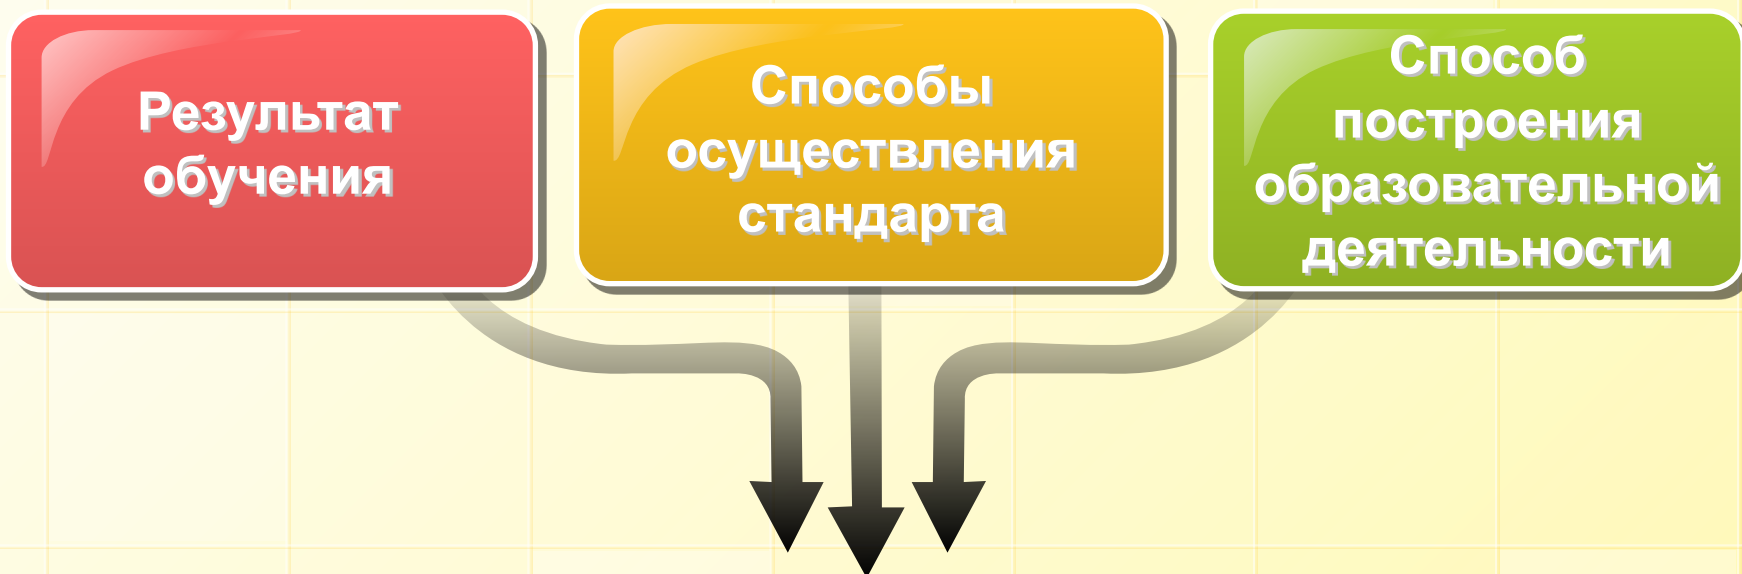 Результат
обучения
Способы
осуществления
стандарта
Способ
построения
образовательной
деятельности